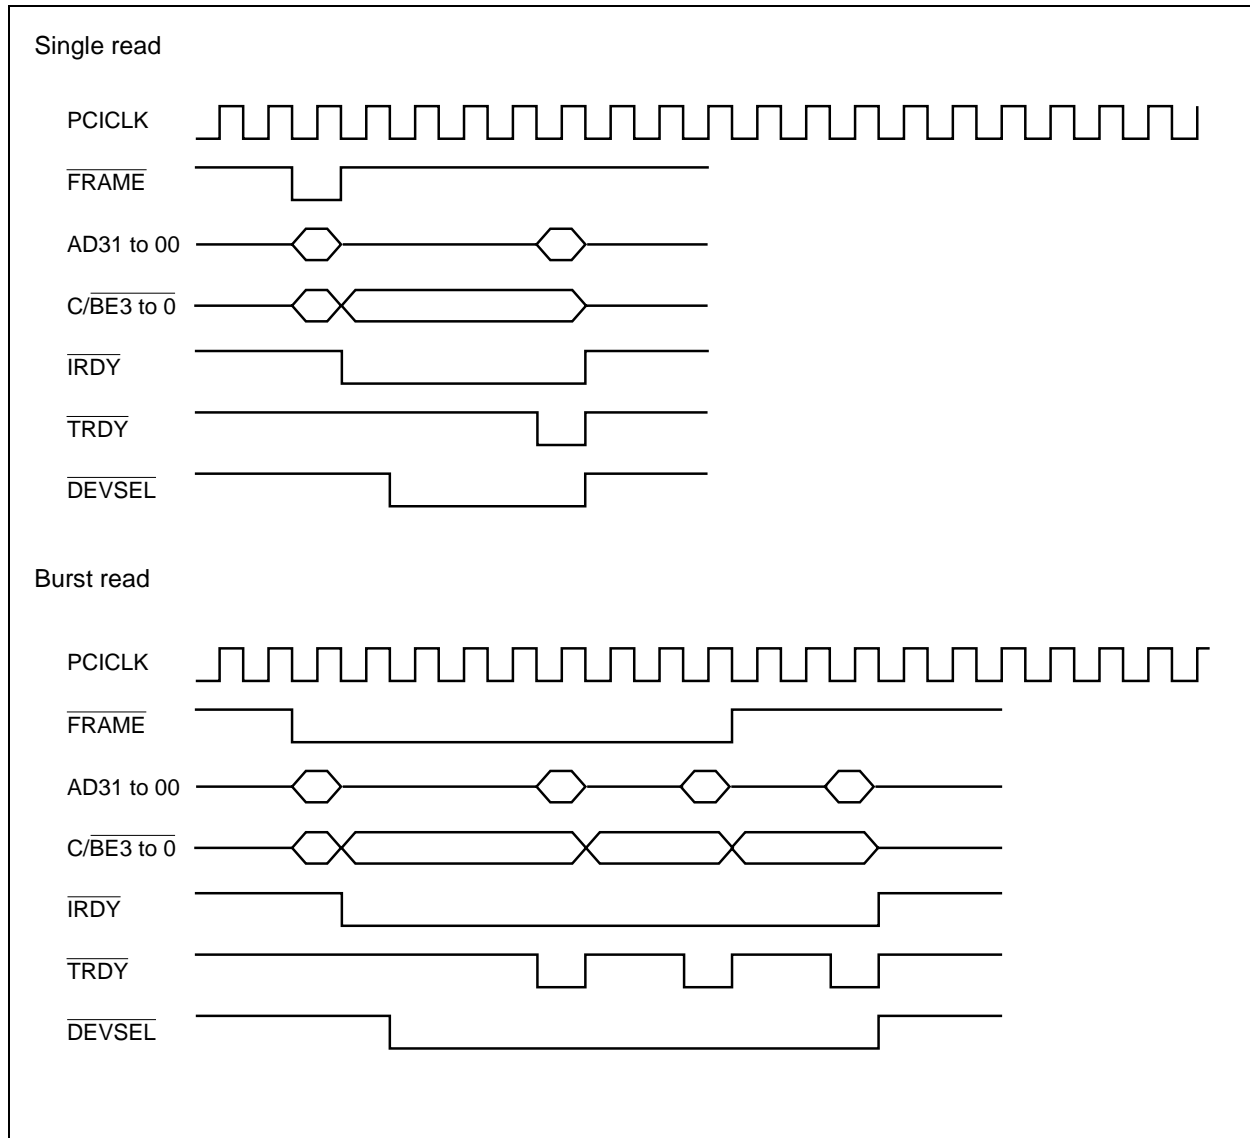 Single read
PCICLK
FRAME
AD31 to 00
C/BE3 to 0
IRDY
TRDY
DEVSEL
Burst read
PCICLK
FRAME
AD31 to 00
C/BE3 to 0
IRDY
TRDY
DEVSEL